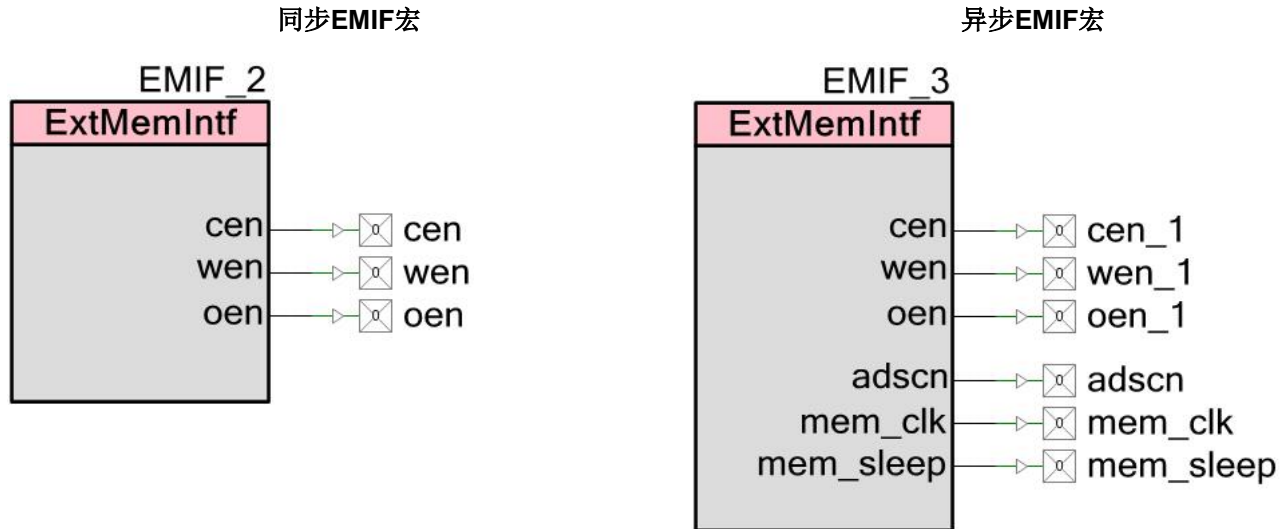 同步EMIF宏
异步EMIF宏
EMIF_2
ExtMemIntf
cen cen
wen wen
oen oen
EMIF_3
ExtMemIntf
cen cen_1
wen wen_1
oen oen_1
adscn adscn
mem_clk mem_clk
mem_sleep mem_sleep